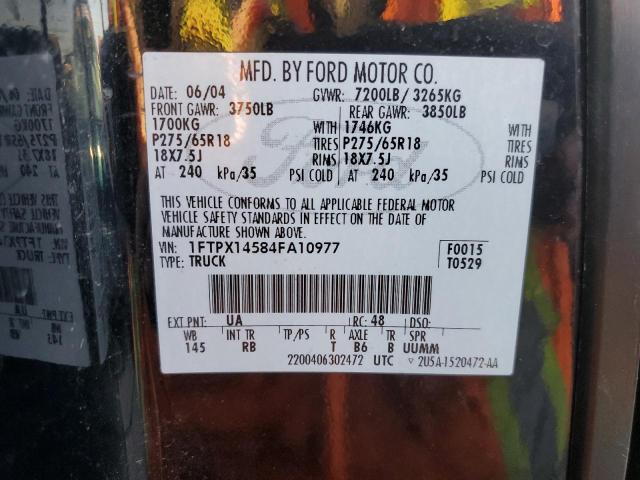 MFD. BY FORD MOTOR CO.
DATE: 06/04 GVWR: 7200LB/ 3265KG
FRONT GAWR: 3750LB REAR GAWR: 3850LB
1700KG WITH 1746KG WITH
P275/65R18 TIRES P275/65R18 TIRES
18X7.5J RIMS 18X7.5J RIMS
AT 240 kPa/35 PSI COLD AT 240 kPa/35 PSI COLD
Ford
THIS VEHICLE CONFORMS TO ALL APPLICABLE FEDERAL MOTOR
VEHICLE SAFETY STANDARDS IN EFFECT ON THE DATE OF
MANUFACTURE SHOWN ABOVE.
VIN: 1FTPX14584FA10977 F0015
TYPE: TRUCK T0529
EXT PNT: UA RC: 48 DSO:
WB INT TR TP/PS R AXLE TR SPR
145 RB T B6 B UUMM
2200406302472 UTC ▽ 2U5A-1520472-AA